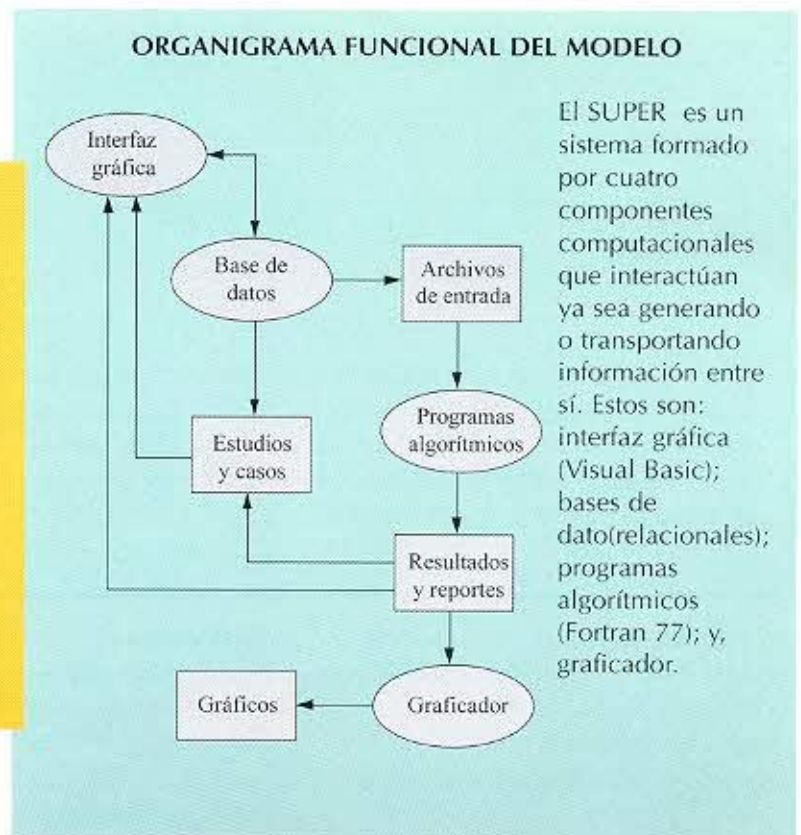 ORGANIGRAMA FUNCIONAL DEL MODELO
Interfaz
gráfica
Base de
datos
Archivos
de entrada
Estudios
y casos
Programas
algorítmicos
Resultados
y reportes
Gráficos
Graficador
El SUPER es un
sistema formado
por cuatro
componentes
computacionales
que interactúan
ya sea generando
o transportando
información entre
sí. Estos son:
interfaz gráfica
(Visual Basic);
bases de
dato(relacionales);
programas
algorítmicos
(Fortran 77); y,
graficador.